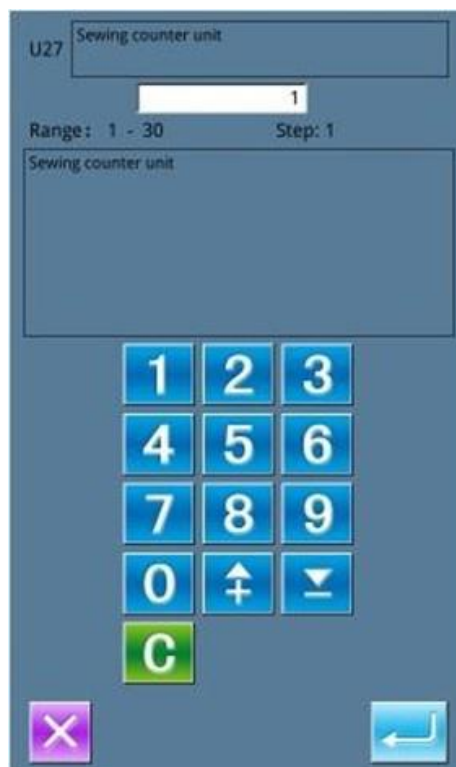 U27 Sewing counter unit
1
Range: 1 - 30 Step: 1
Sewing counter unit
1 2 3
4 5 6
7 8 9
0 + -
C